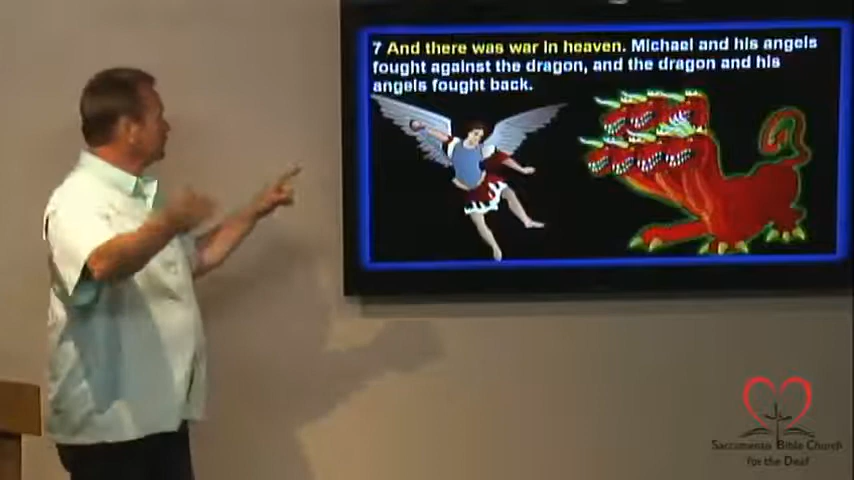 7 And there was war in heaven. Michael and his angels
fought against the dragon, and the dragon and his
angels fought back.
Sacramento Bible Church
for the Deaf